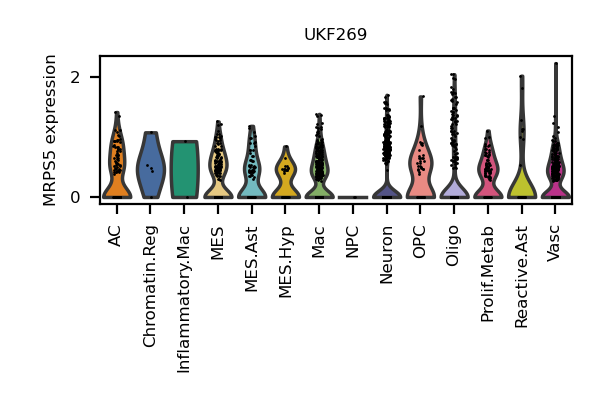 UKF269
MRPS5 expression
2
0
AC
Chromatin.Reg
Inflammatory.Mac
MES
MES.Ast
MES.Hyp
Mac
NPC
Neuron
OPC
Oligo
Prolif.Metab
Reactive.Ast
Vasc